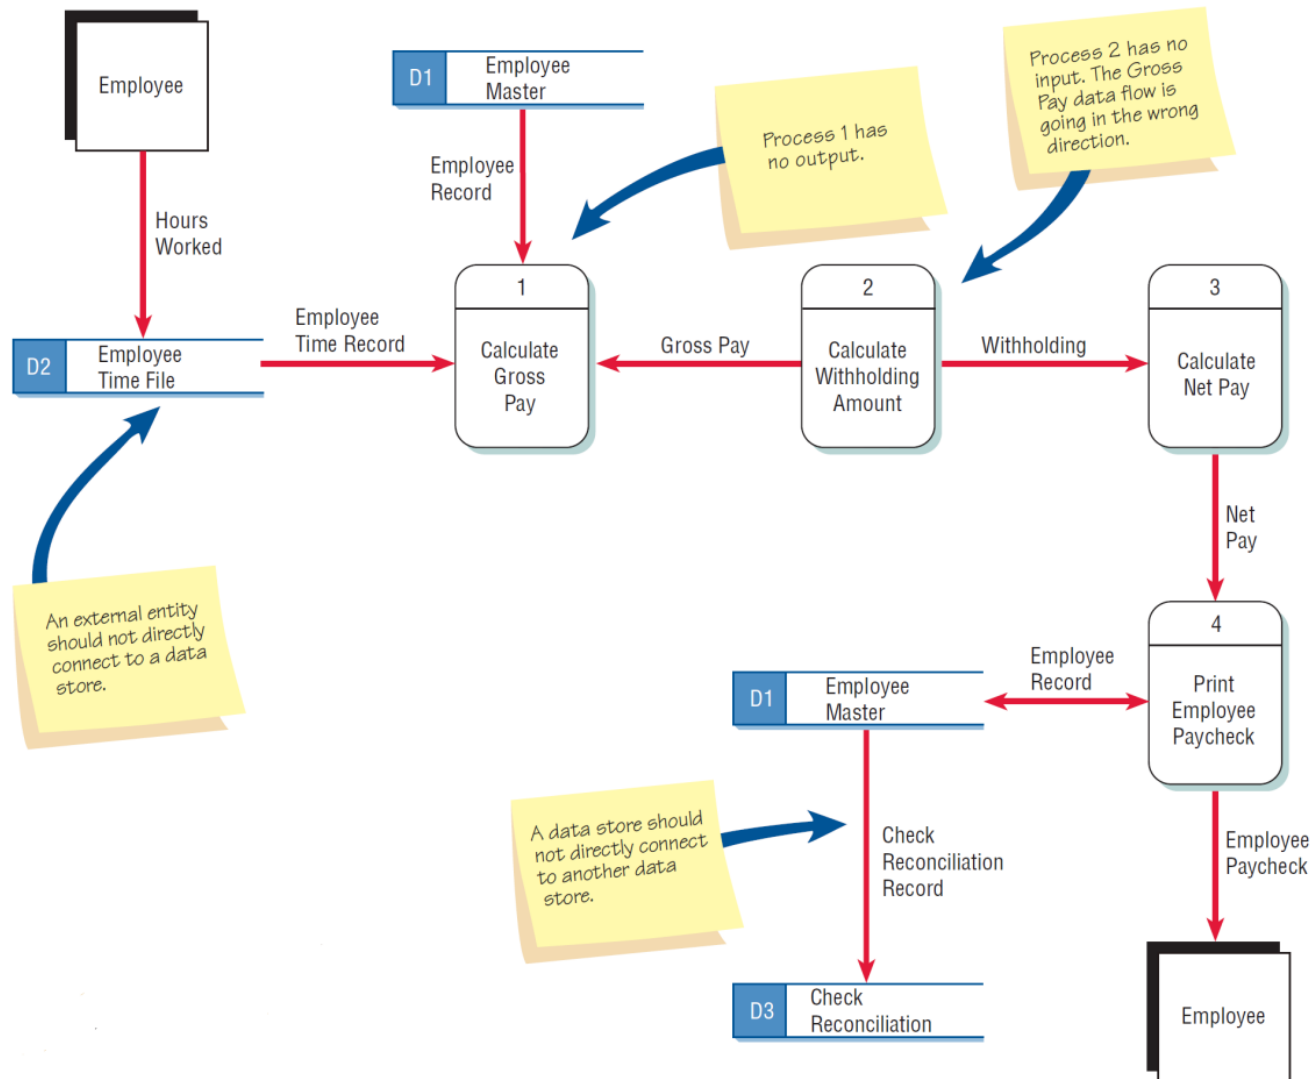 Employee
D1
Employee
Master
Process 1 has
no output.
Process 2 has no
input. The Gross
Pay data flow is
going in the wrong
direction.
Employee
Record
Hours
Worked
D2
Employee
Time File
Employee
Time Record
1
Calculate
Gross
Pay
Gross Pay
2
Calculate
Withholding
Amount
Withholding
3
Calculate
Net Pay
An external entity
should not directly
connect to a data
store.
Net
Pay
4
Print
Employee
Paycheck
Employee
Record
D1
Employee
Master
A data store should
not directly connect
to another data
store.
Check
Reconciliation
Record
Employee
Paycheck
D3
Check
Reconciliation
Employee